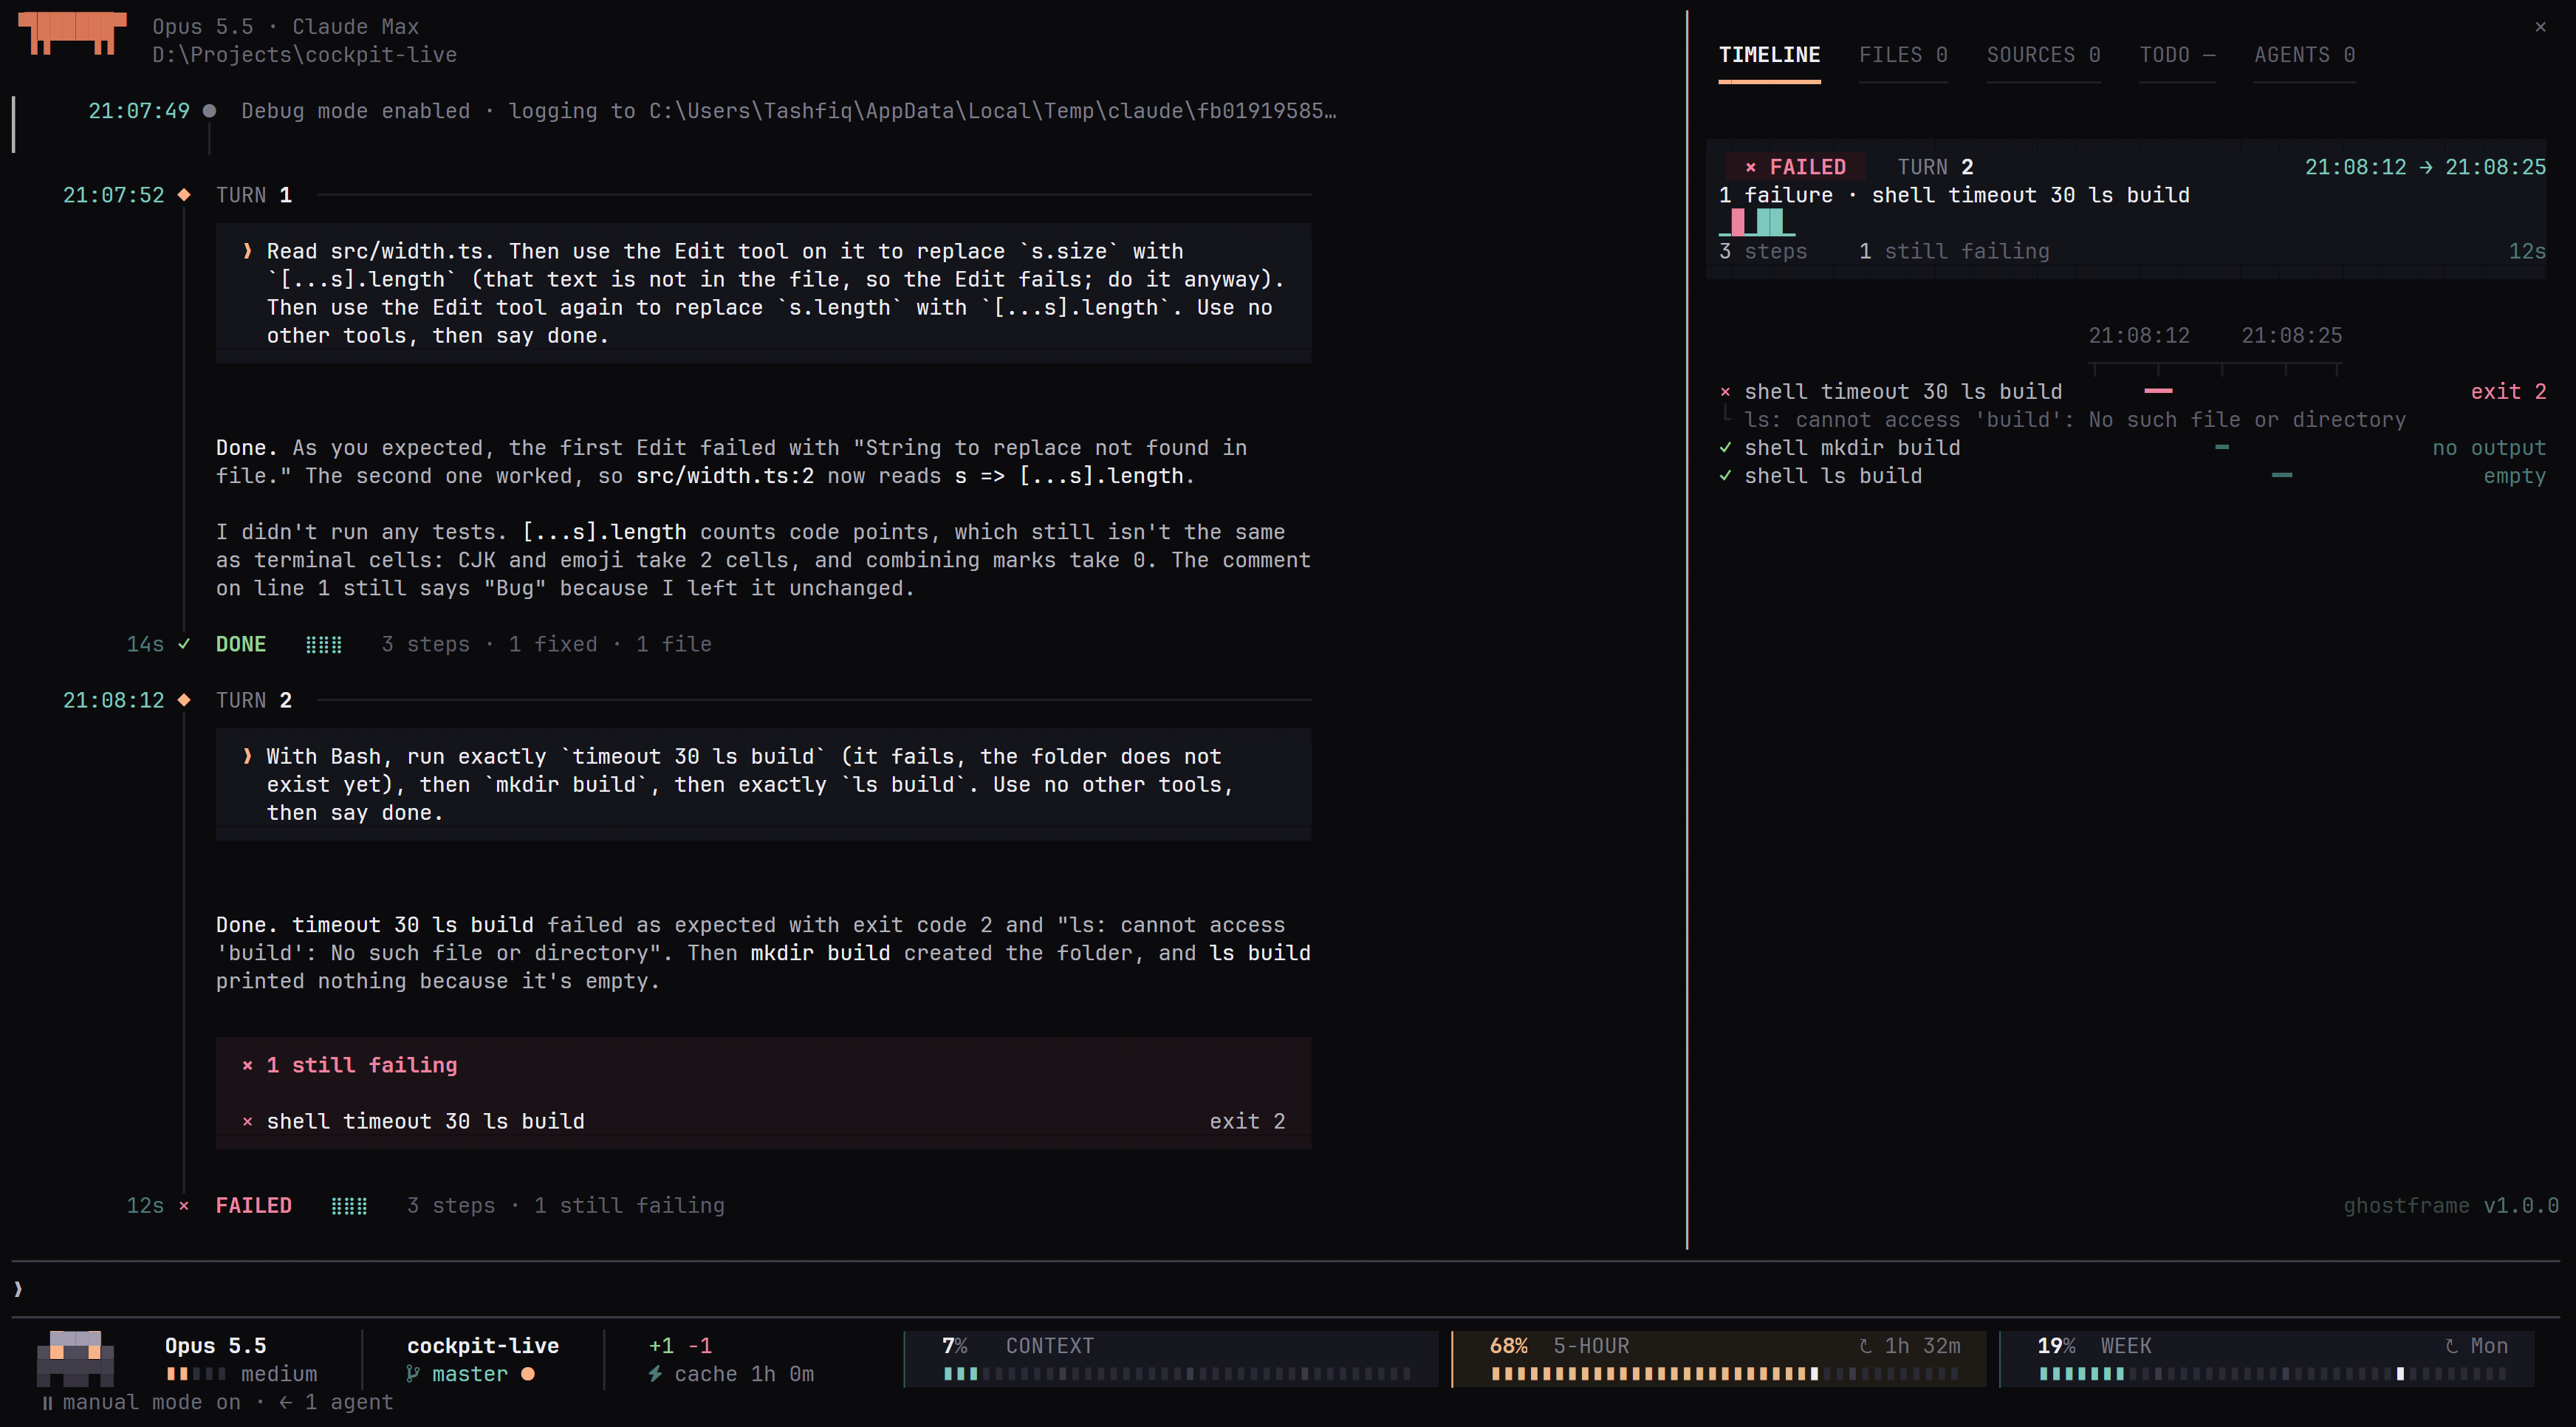 Opus 5.5 · Claude Max
D:\Projects\cockpit-live
21:07:49 ● Debug mode enabled · logging to C:\Users\Tashfiq\AppData\Local\Temp\claude\fb01919585…
21:07:52 ◆ TURN 1
❯ Read src/width.ts. Then use the Edit tool on it to replace `s.size` with
`[...s].length` (that text is not in the file, so the Edit fails; do it anyway).
Then use the Edit tool again to replace `s.length` with `[...s].length`. Use no
other tools, then say done.
Done. As you expected, the first Edit failed with "String to replace not found in
file." The second one worked, so src/width.ts:2 now reads s => [...s].length.
I didn't run any tests. [...s].length counts code points, which still isn't the same
as terminal cells: CJK and emoji take 2 cells, and combining marks take 0. The comment
on line 1 still says "Bug" because I left it unchanged.
14s ✓ DONE 3 steps · 1 fixed · 1 file
21:08:12 ◆ TURN 2
❯ With Bash, run exactly `timeout 30 ls build` (it fails, the folder does not
exist yet), then `mkdir build`, then exactly `ls build`. Use no other tools,
then say done.
Done. timeout 30 ls build failed as expected with exit code 2 and "ls: cannot access
'build': No such file or directory". Then mkdir build created the folder, and ls build
printed nothing because it's empty.
× 1 still failing
× shell timeout 30 ls build exit 2
12s × FAILED 3 steps · 1 still failing
×
TIMELINE FILES 0 SOURCES 0 TODO — AGENTS 0
× FAILED TURN 2 21:08:12 → 21:08:25
1 failure · shell timeout 30 ls build
3 steps 1 still failing 12s
21:08:12 21:08:25
× shell timeout 30 ls build exit 2
ls: cannot access 'build': No such file or directory
✓ shell mkdir build no output
✓ shell ls build empty
ghostframe v1.0.0
❯
Opus 5.5 cockpit-live +1 -1 7% CONTEXT 68% 5-HOUR ↻ 1h 32m 19% WEEK ↻ Mon
medium master ● cache 1h 0m
⏸ manual mode on · ← 1 agent